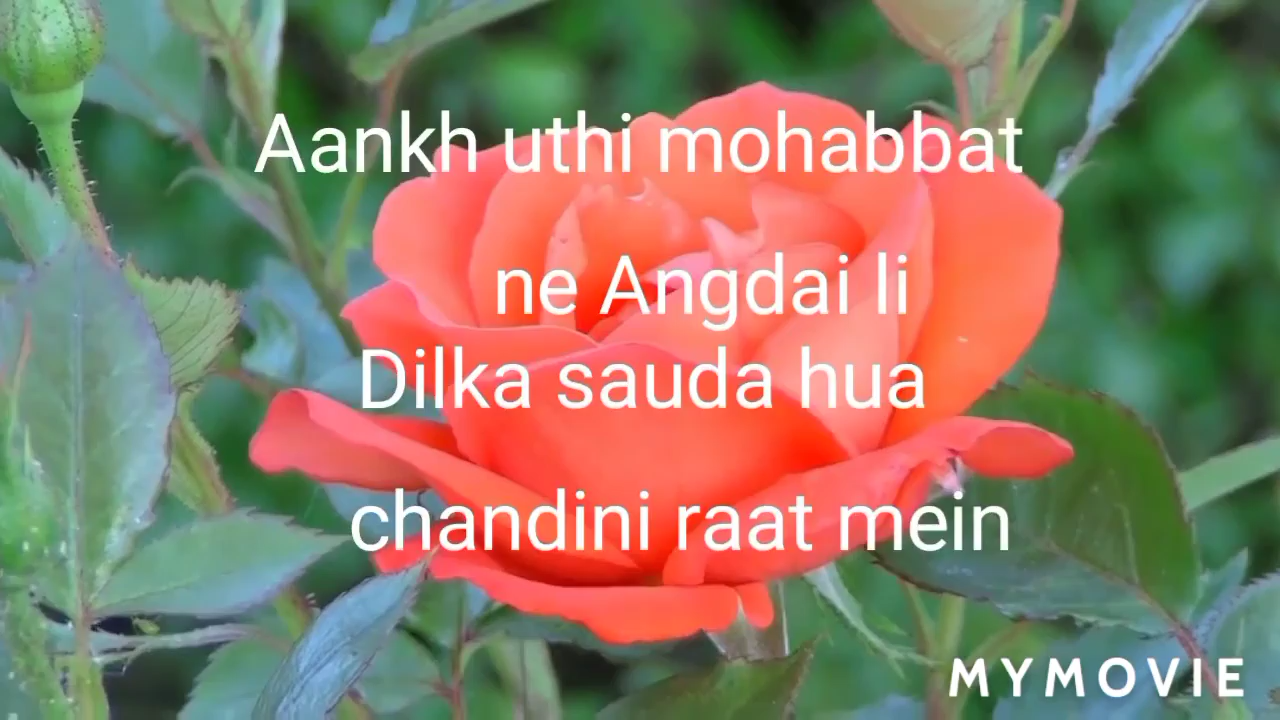 Aankh uthi mohabbat
ne Angdai li
Dilka sauda hua
chandini raat mein
MYMOVIE